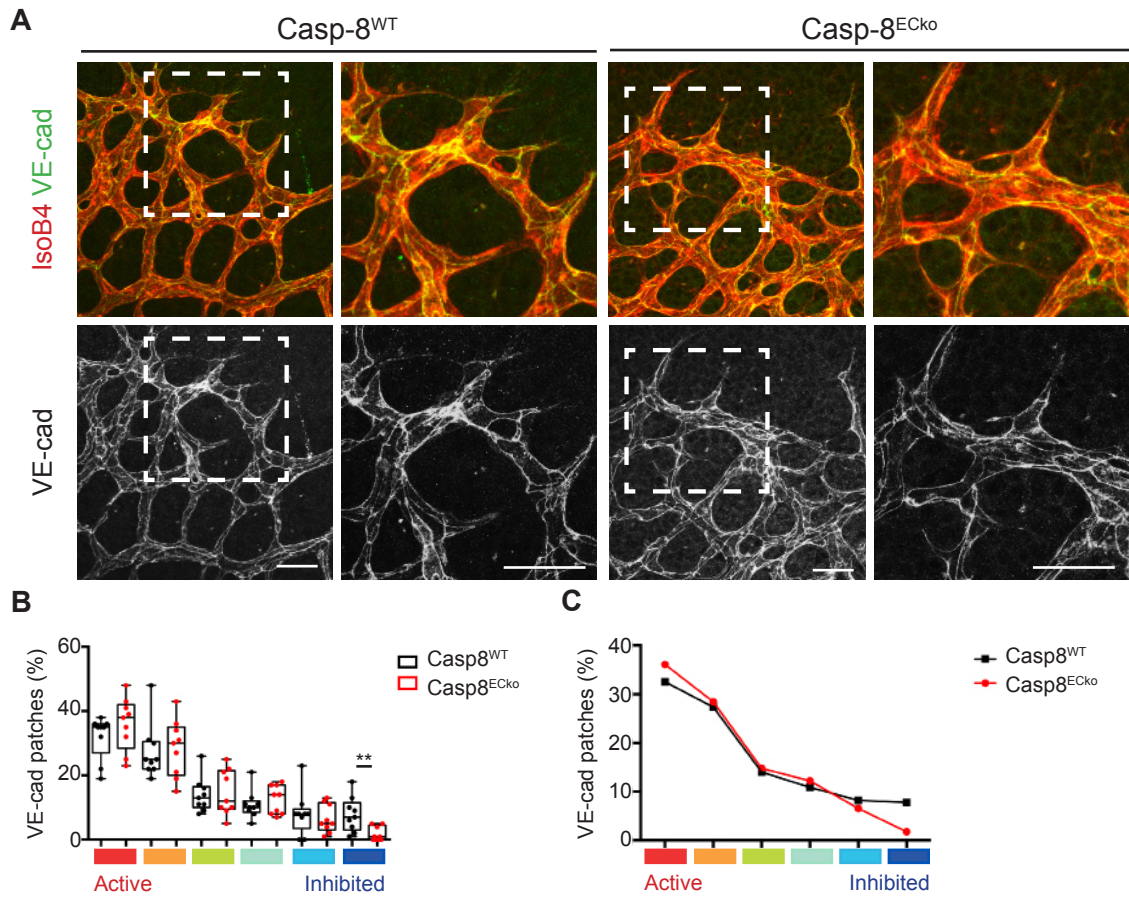 A
Casp-8WT
Casp-8ECko
IsoB4 VE-cad
VE-cad
B
VE-cad patches (%)
60
40
20
0
**
Casp8WT
Casp8ECko
Active
Inhibited
C
VE-cad patches (%)
40
30
20
10
0
Casp8WT
Casp8ECko
Active
Inhibited